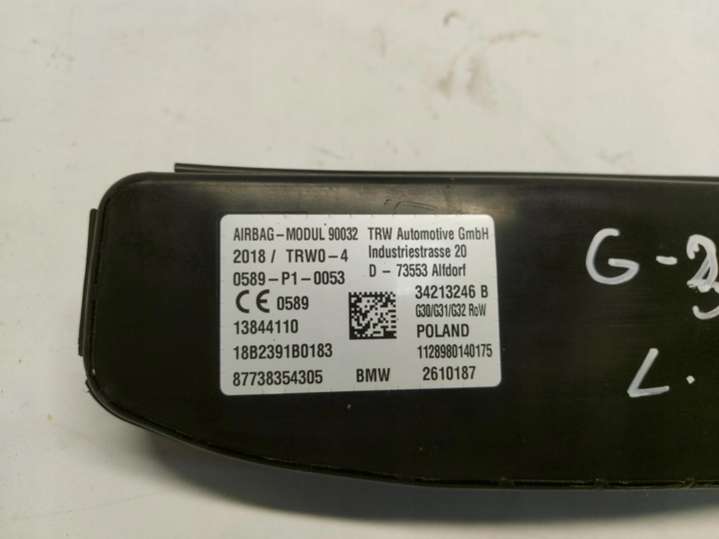 AIRBAG-MODUL 90032 TRW Automotive GmbH
2018 / TRWO-4 Industriestrasse 20
0589-P1-0053 D - 73553 Alfdorf
CE 0589 34213246 B
G30/G31/G32 RoW
13844110 POLAND
18B2391B0183 1128980140175
87738354305 BMW 2610187
G-
L.